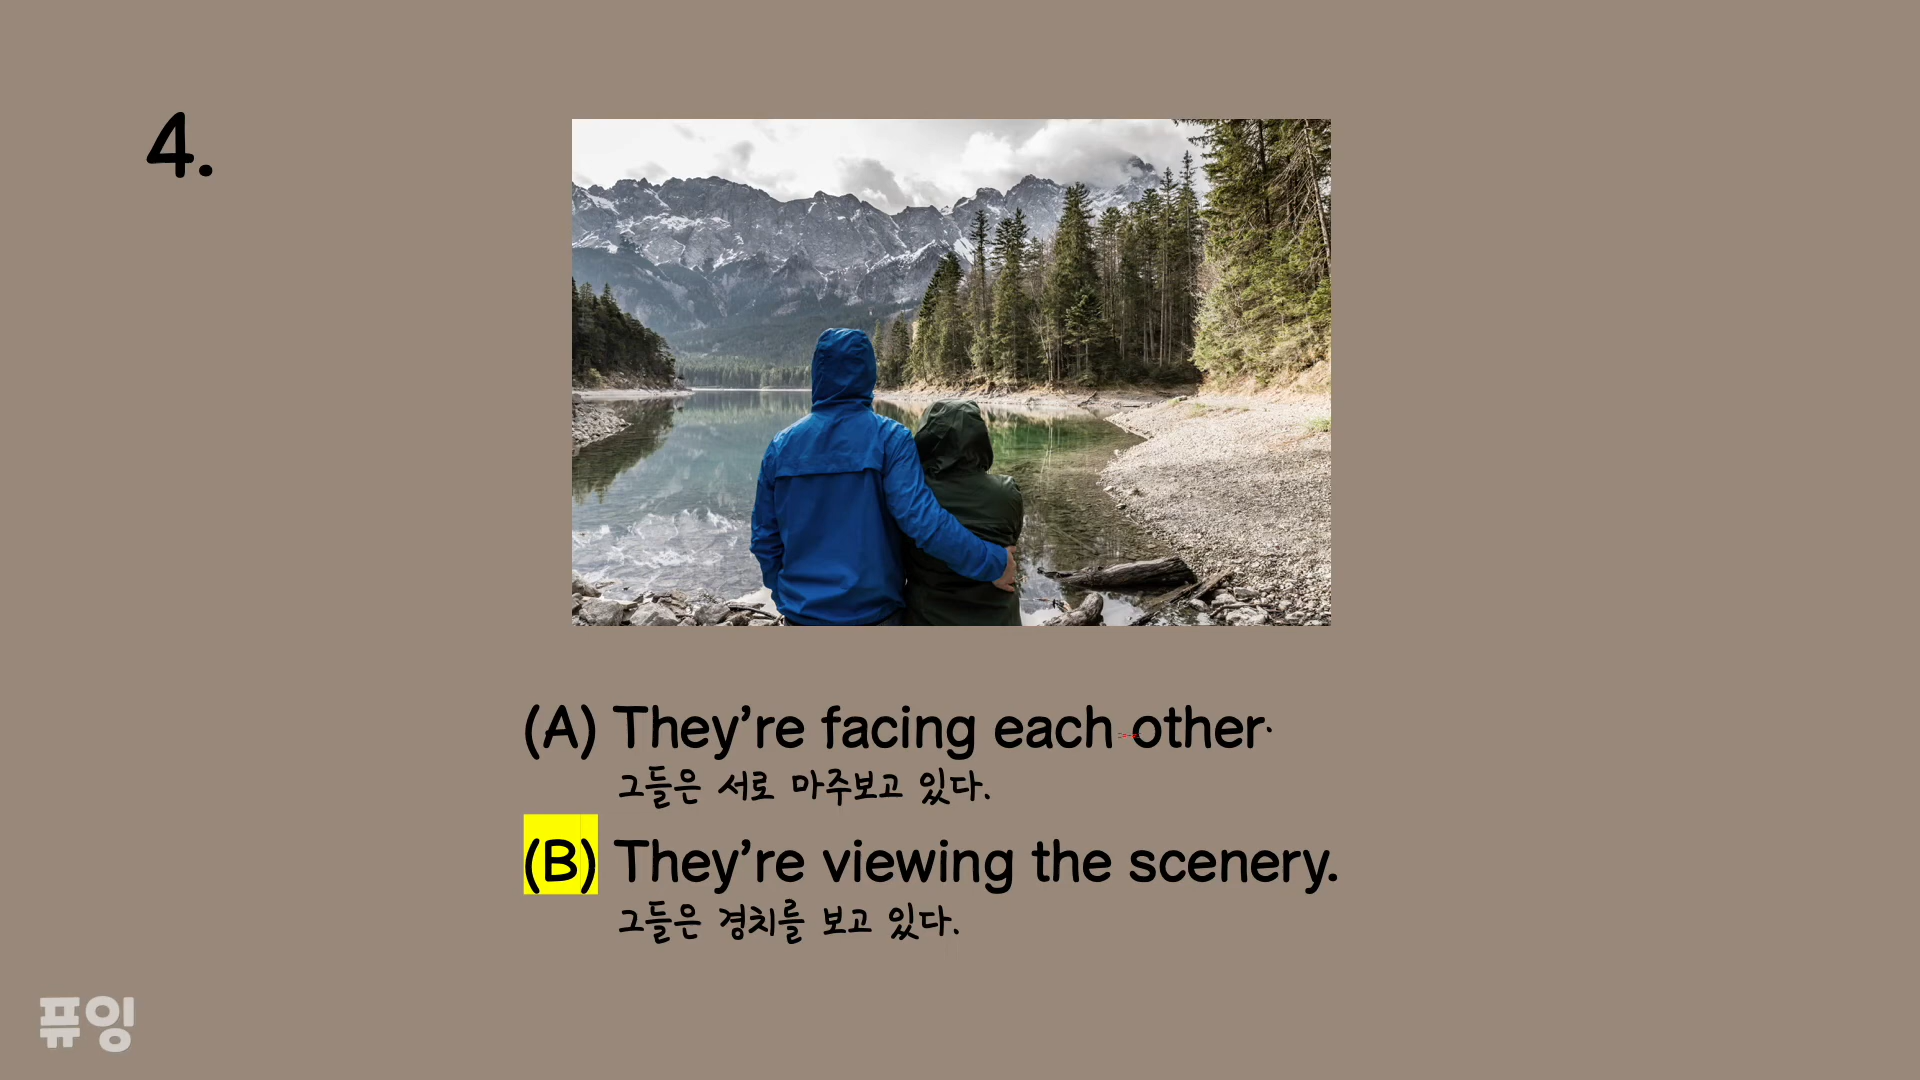 4.
(A) They’re facing each other.
그들은 서로 마주보고 있다.
(B) They’re viewing the scenery.
그들은 경치를 보고 있다.
퓨잉